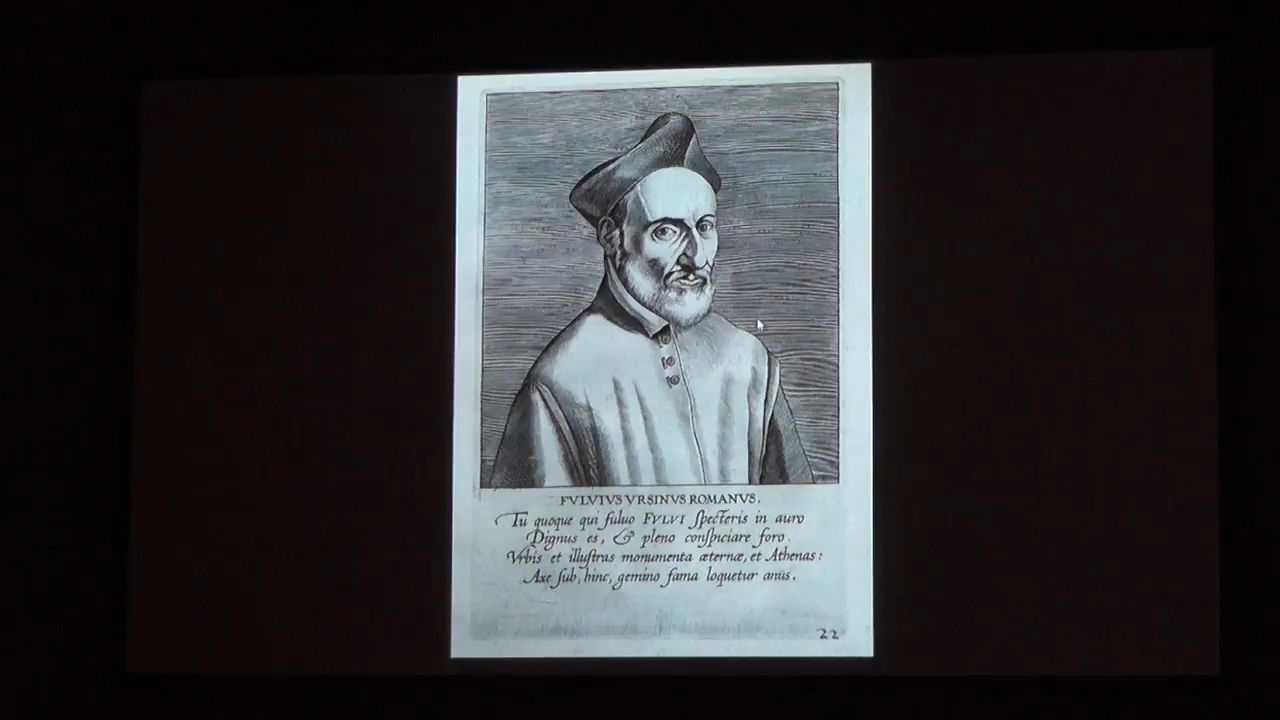 FVLVIVS VRSINVS ROMANVS.
Tu quoque qui fuluo FVLVI ſpecteris in auro
Dignus es, & pleno conſpiciare foro.
Vrbis et illuſtras monumenta æternæ, et Athenas:
Axe ſub, hinc, gemino fama loquetur anus.
22